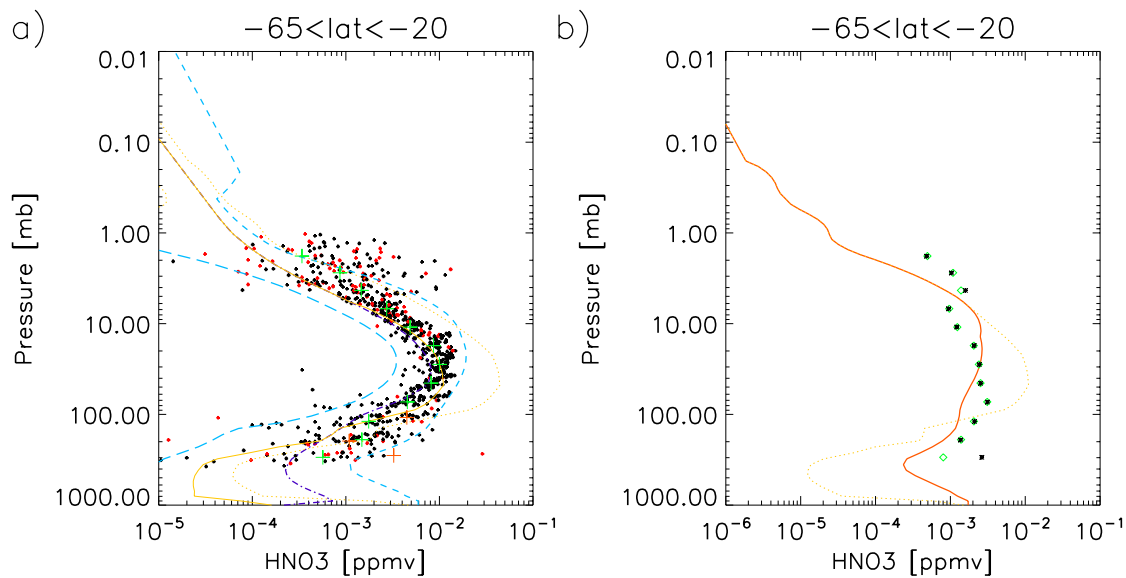 a)
−65<lat<−20
0.01
0.10
1.00
10.00
100.00
1000.00
Pressure [mb]
10⁻⁵ 10⁻⁴ 10⁻³ 10⁻² 10⁻¹
HNO3 [ppmv]
b)
−65<lat<−20
0.01
0.10
1.00
10.00
100.00
1000.00
Pressure [mb]
10⁻⁶ 10⁻⁵ 10⁻⁴ 10⁻³ 10⁻² 10⁻¹
HNO3 [ppmv]